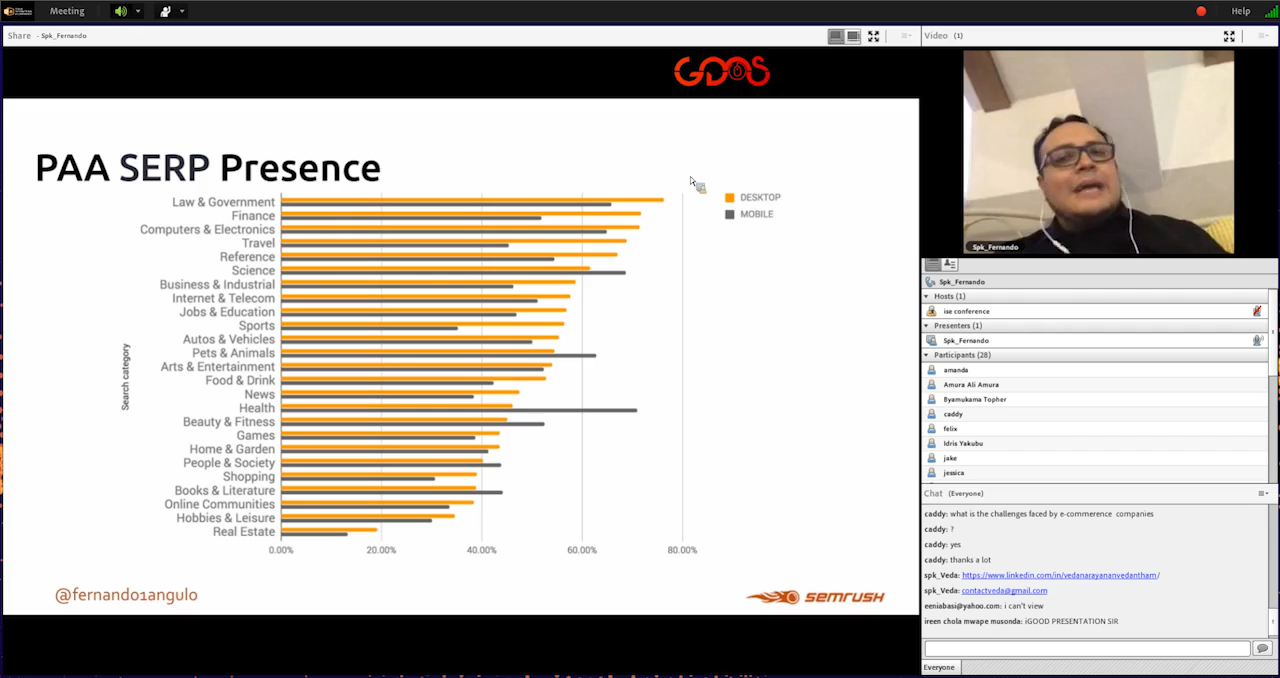 Meeting
Help
Share - Spk_Fernando
Video (1)
GDOS
PAA SERP Presence
DESKTOP
MOBILE
Law & Government
Finance
Computers & Electronics
Travel
Reference
Science
Business & Industrial
Internet & Telecom
Jobs & Education
Sports
Autos & Vehicles
Pets & Animals
Arts & Entertainment
Food & Drink
News
Health
Beauty & Fitness
Games
Home & Garden
People & Society
Shopping
Books & Literature
Online Communities
Hobbies & Leisure
Real Estate
Search category
0.00% 20.00% 40.00% 60.00% 80.00%
@fernando1angulo
SEMRUSH
Spk_Fernando
Spk_Fernando
Hosts (1)
ise conference
Presenters (1)
Spk_Fernando
Participants (28)
amanda
Amura Ali Amura
Byamukama Topher
caddy
felix
Idris Yakubu
jake
jessica
Chat (Everyone)
caddy: what is the challenges faced by e-commerence companies
caddy: ?
caddy: yes
caddy: thanks a lot
spk_Veda: https://www.linkedin.com/in/vedanarayananvedantham/
spk_Veda: contactveda@gmail.com
eeniabasi@yahoo.com: i can't view
ireen chola mwape musonda: iGOOD PRESENTATION SIR
Everyone